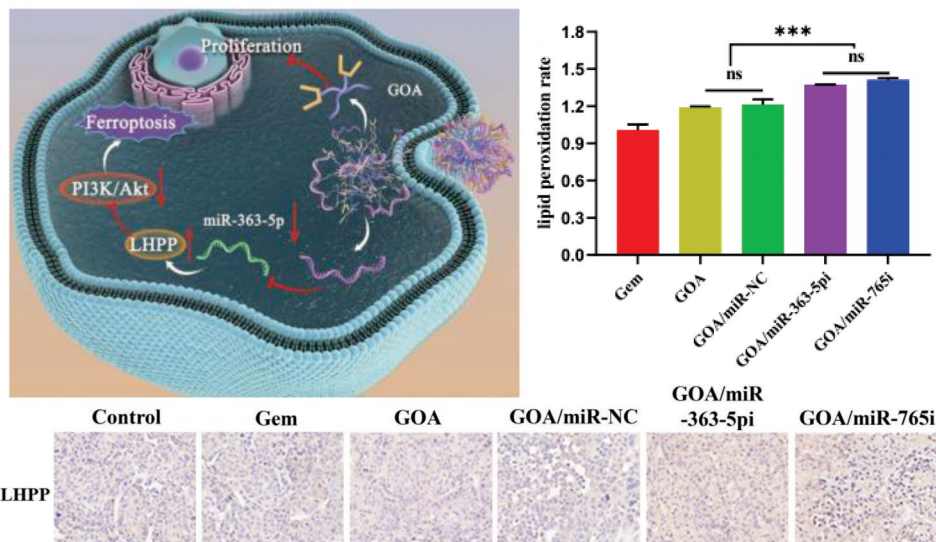 Proliferation
GOA
Ferroptosis
PI3K/Akt
miR-363-5p
LHPP
lipid peroxidation rate
1.8
1.5
1.2
0.9
0.6
0.3
0.0
***
ns
ns
Gem
GOA
GOA/miR-NC
GOA/miR-363-5pi
GOA/miR-765i
Control
Gem
GOA
GOA/miR-NC
GOA/miR
-363-5pi
GOA/miR-765i
LHPP